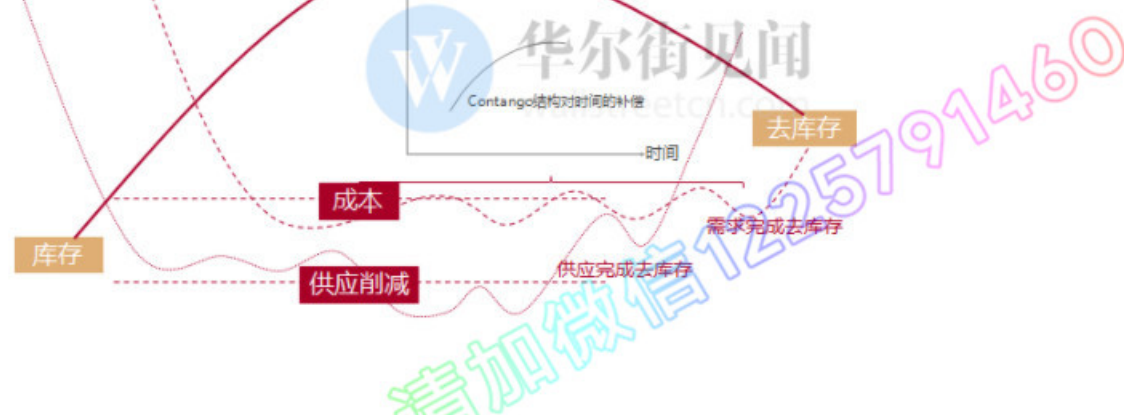 华尔街见闻
Contango结构对时间的补偿
wallstreetcn.com
去库存
时间
成本
需求完成去库存
库存
供应完成去库存
供应削减
请加微信1225791460